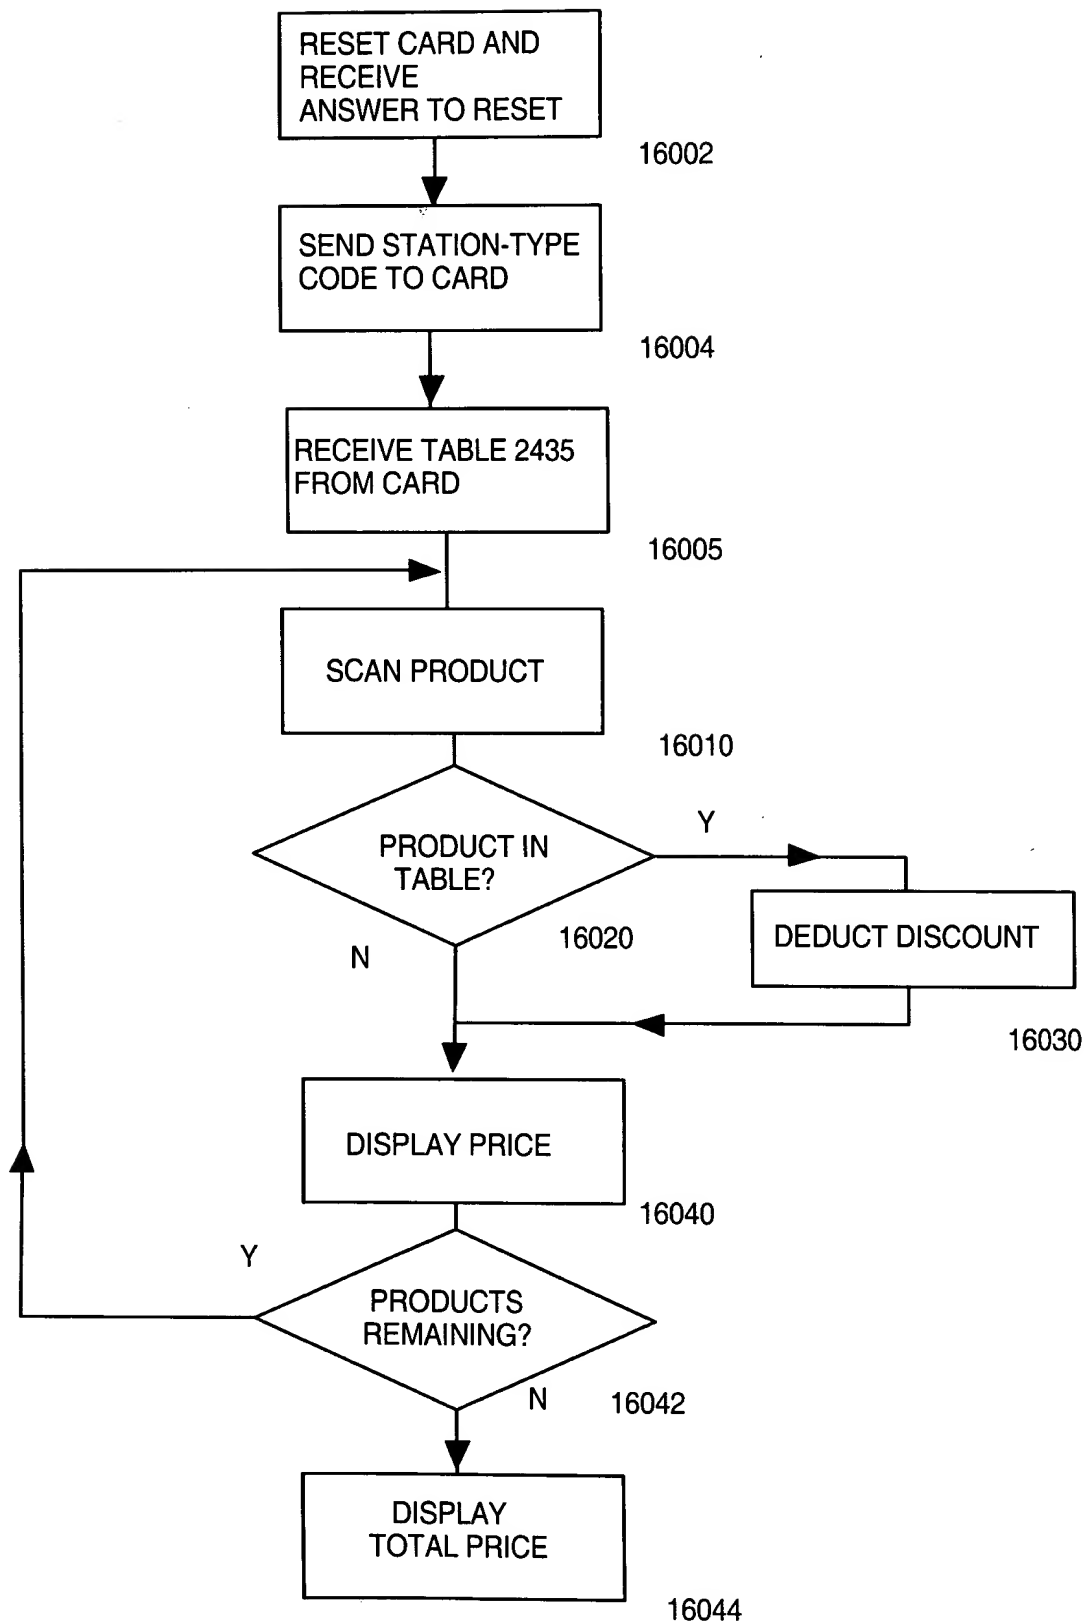 RESET CARD AND
RECEIVE
ANSWER TO RESET
16002
SEND STATION-TYPE
CODE TO CARD
16004
RECEIVE TABLE 2435
FROM CARD
16005
SCAN PRODUCT
16010
PRODUCT IN
TABLE?
Y
16020
N
DEDUCT DISCOUNT
16030
DISPLAY PRICE
16040
Y
PRODUCTS
REMAINING?
N
16042
DISPLAY
TOTAL PRICE
16044